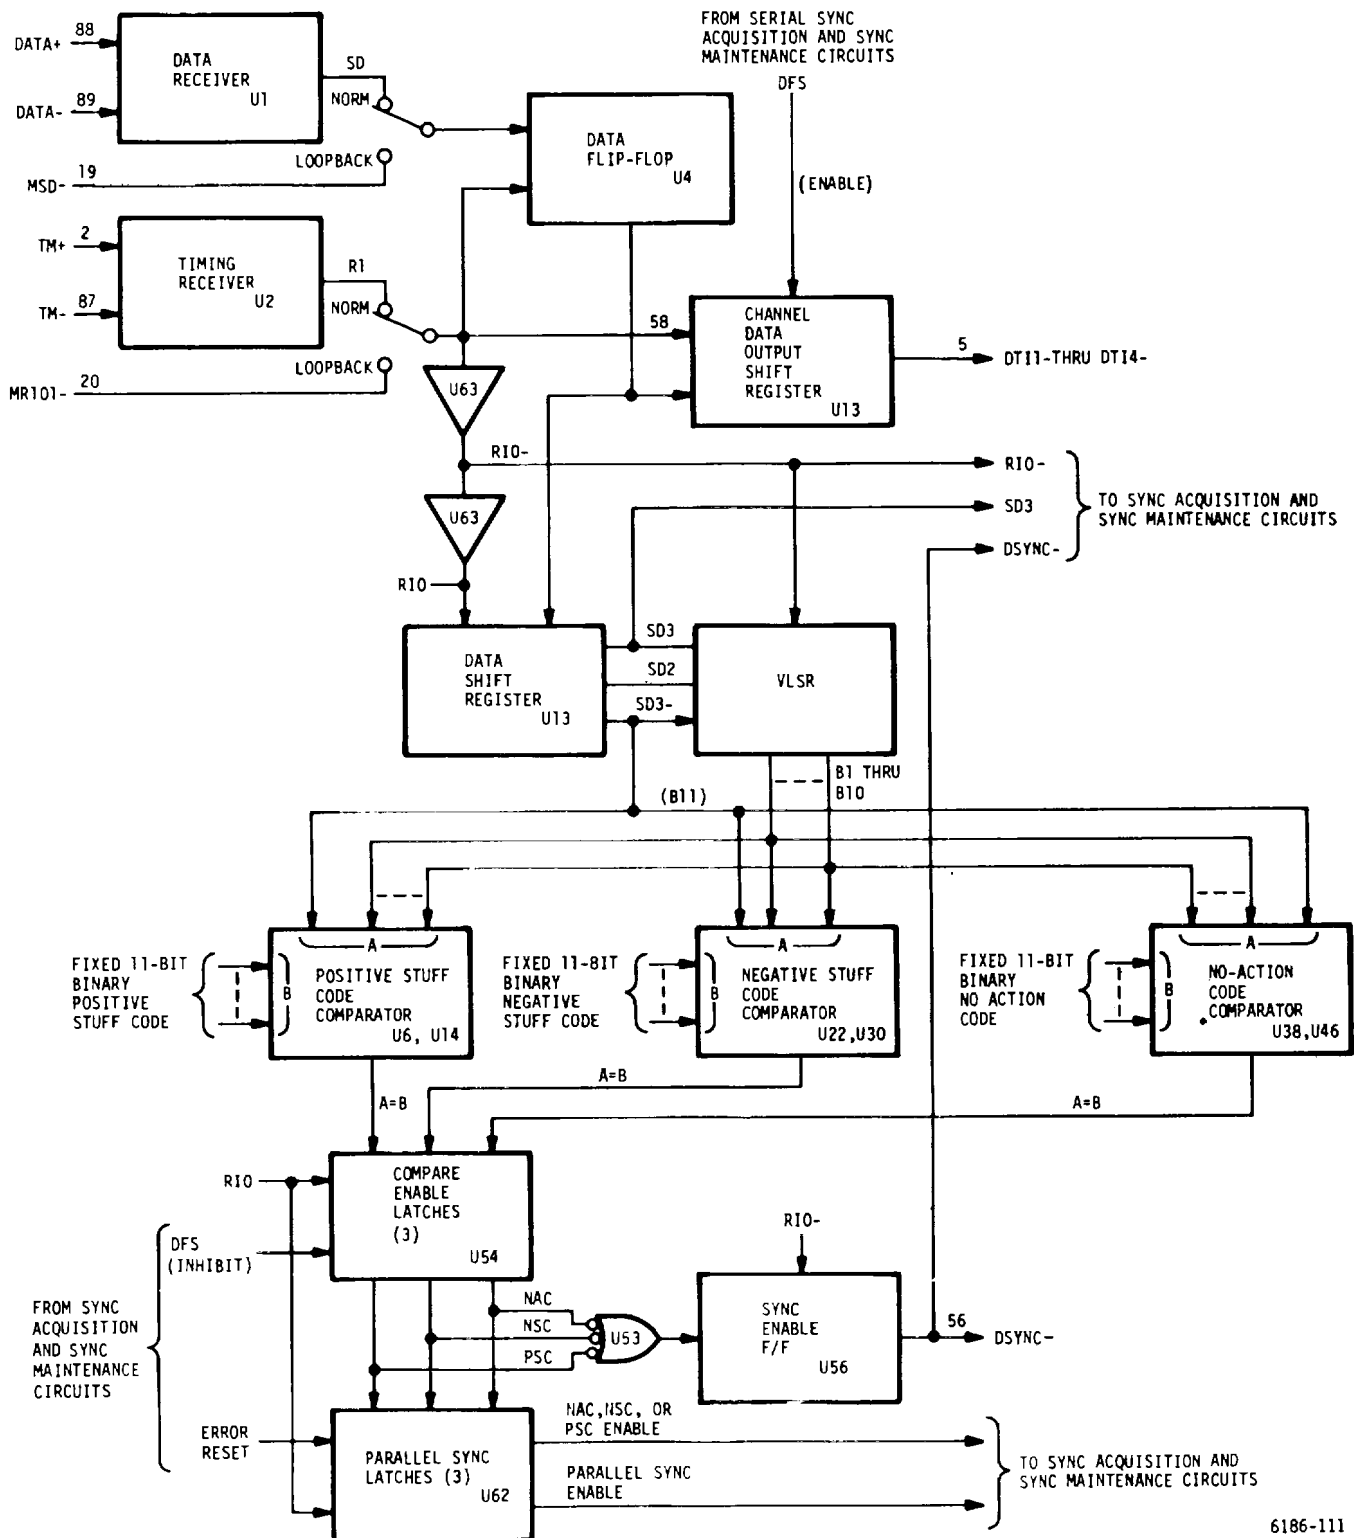 FROM SERIAL SYNC
ACQUISITION AND SYNC
MAINTENANCE CIRCUITS
DFS
(ENABLE)
DATA+ 88
DATA- 89
DATA
RECEIVER
U1
SD
NORM
LOOPBACK
MSD- 19
DATA
FLIP-FLOP
U4
TM+ 2
TM- 87
TIMING
RECEIVER
U2
R1
NORM
LOOPBACK
MR101- 20
58
CHANNEL
DATA
OUTPUT
SHIFT
REGISTER
U13
5
DTI1-THRU DTI4-
U63
RIO-
RIO-
SD3
DSYNC-
TO SYNC ACQUISITION AND
SYNC MAINTENANCE CIRCUITS
U63
RIO
DATA
SHIFT
REGISTER
U13
SD3
SD2
SD3-
VLSR
B1 THRU
B10
(B11)
FIXED 11-BIT
BINARY
POSITIVE
STUFF CODE
A
B
POSITIVE STUFF
CODE
COMPARATOR
U6, U14
FIXED 11-BIT
BINARY
NEGATIVE
STUFF CODE
A
B
NEGATIVE STUFF
CODE
COMPARATOR
U22,U30
FIXED 11-BIT
BINARY
NO ACTION
CODE
A
B
NO-ACTION
CODE
COMPARATOR
U38,U46
A=B
A=B
A=B
RIO
COMPARE
ENABLE
LATCHES
(3)
U54
DFS
(INHIBIT)
FROM SYNC
ACQUISITION
AND SYNC
MAINTENANCE
CIRCUITS
NAC
NSC
PSC
U53
RIO-
SYNC
ENABLE
F/F
U56
56
DSYNC-
ERROR
RESET
PARALLEL SYNC
LATCHES (3)
U62
NAC,NSC, OR
PSC ENABLE
PARALLEL SYNC
ENABLE
TO SYNC ACQUISITION AND
SYNC MAINTENANCE CIRCUITS
6186-111